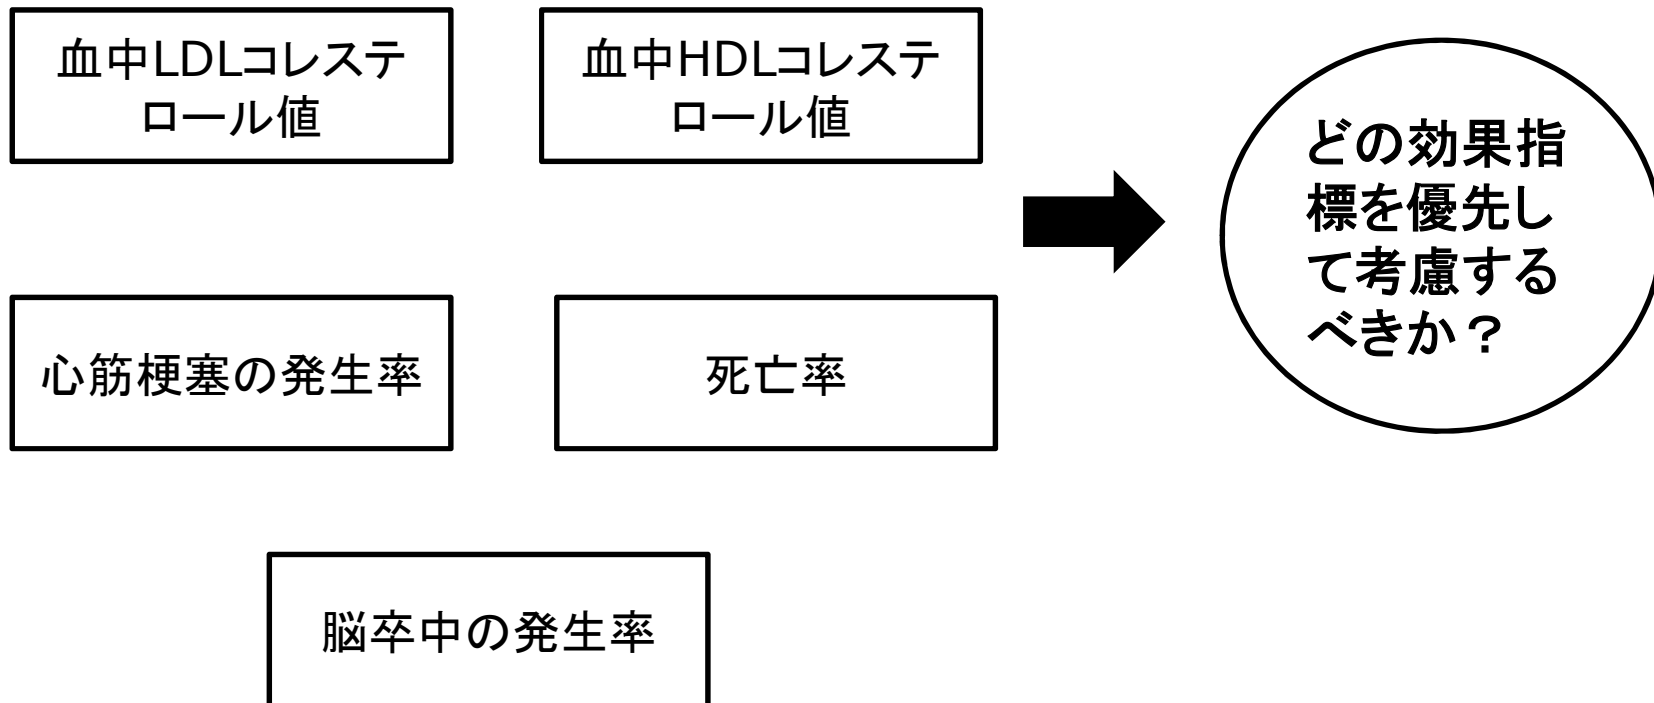 血中LDLコレステ
ロール値
血中HDLコレステ
ロール値
心筋梗塞の発生率
死亡率
脳卒中の発生率
どの効果指
標を優先し
て考慮する
べきか？